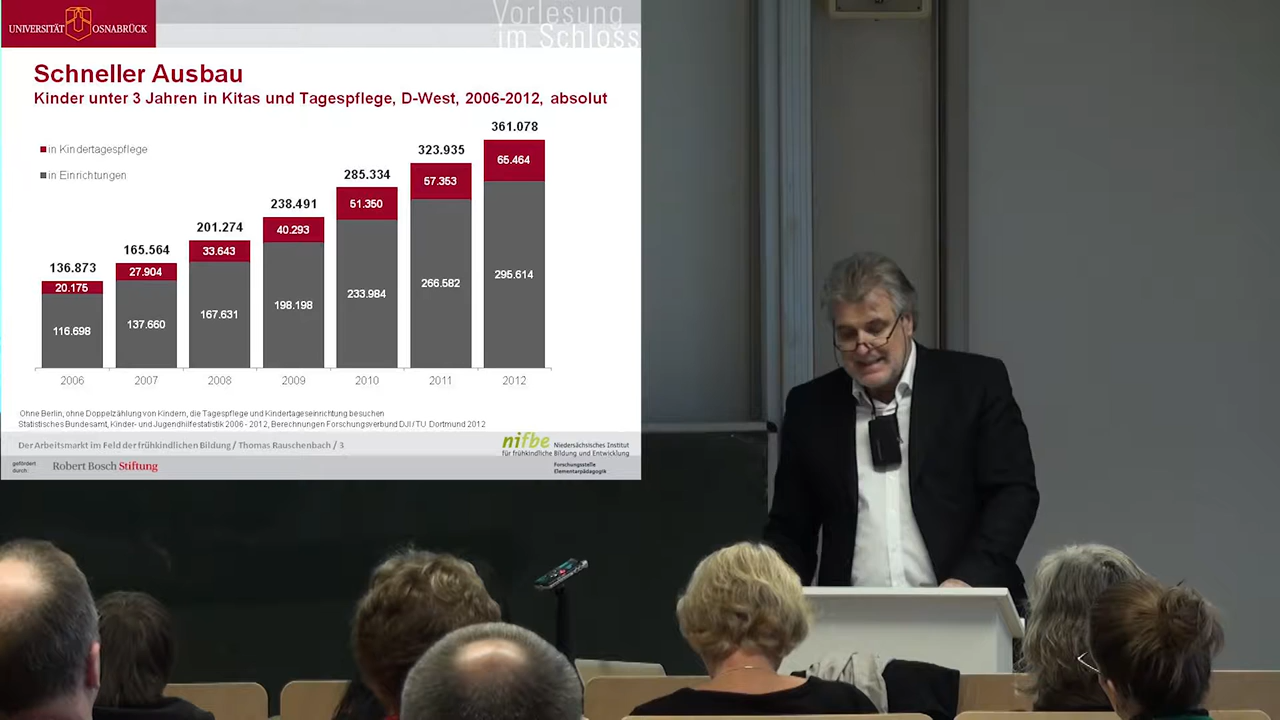 UNIVERSITÄT OSNABRÜCK
Vorlesung
im Schloss
Schneller Ausbau
Kinder unter 3 Jahren in Kitas und Tagespflege, D-West, 2006-2012, absolut
in Kindertagespflege
in Einrichtungen
136.873
165.564
201.274
238.491
285.334
323.935
361.078
20.175
27.904
33.643
40.293
51.350
57.353
65.464
116.698
137.660
167.631
198.198
233.984
266.582
295.614
2006 2007 2008 2009 2010 2011 2012
Ohne Berlin, ohne Doppelzählung von Kindern, die Tagespflege und Kindertageseinrichtung besuchen
Statistisches Bundesamt, Kinder- und Jugendhilfestatistik 2006 - 2012, Berechnungen Forschungsverbund DJI/TU Dortmund 2012
Der Arbeitsmarkt im Feld der frühkindlichen Bildung / Thomas Rauschenbach / 3
nifbe Niedersächsisches Institut
für frühkindliche Bildung und Entwicklung
Forschungsstelle
Elementarpädagogik
gefördert
durch:
Robert Bosch Stiftung